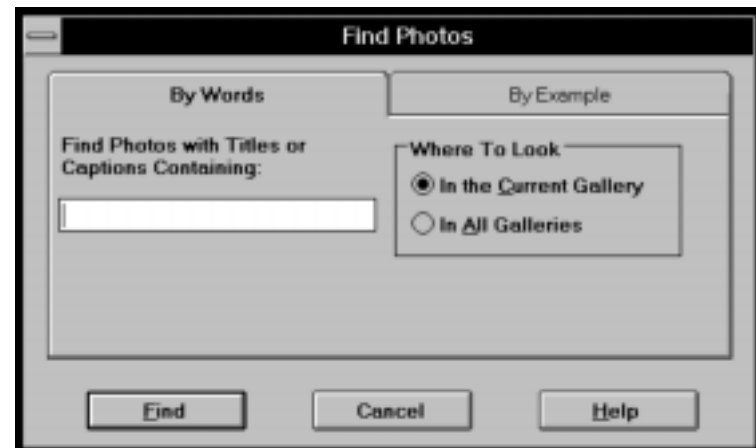 Find Photos
By Words
By Example
Find Photos with Titles or
Captions Containing:
Where To Look
In the Current Gallery
In All Galleries
Find
Cancel
Help